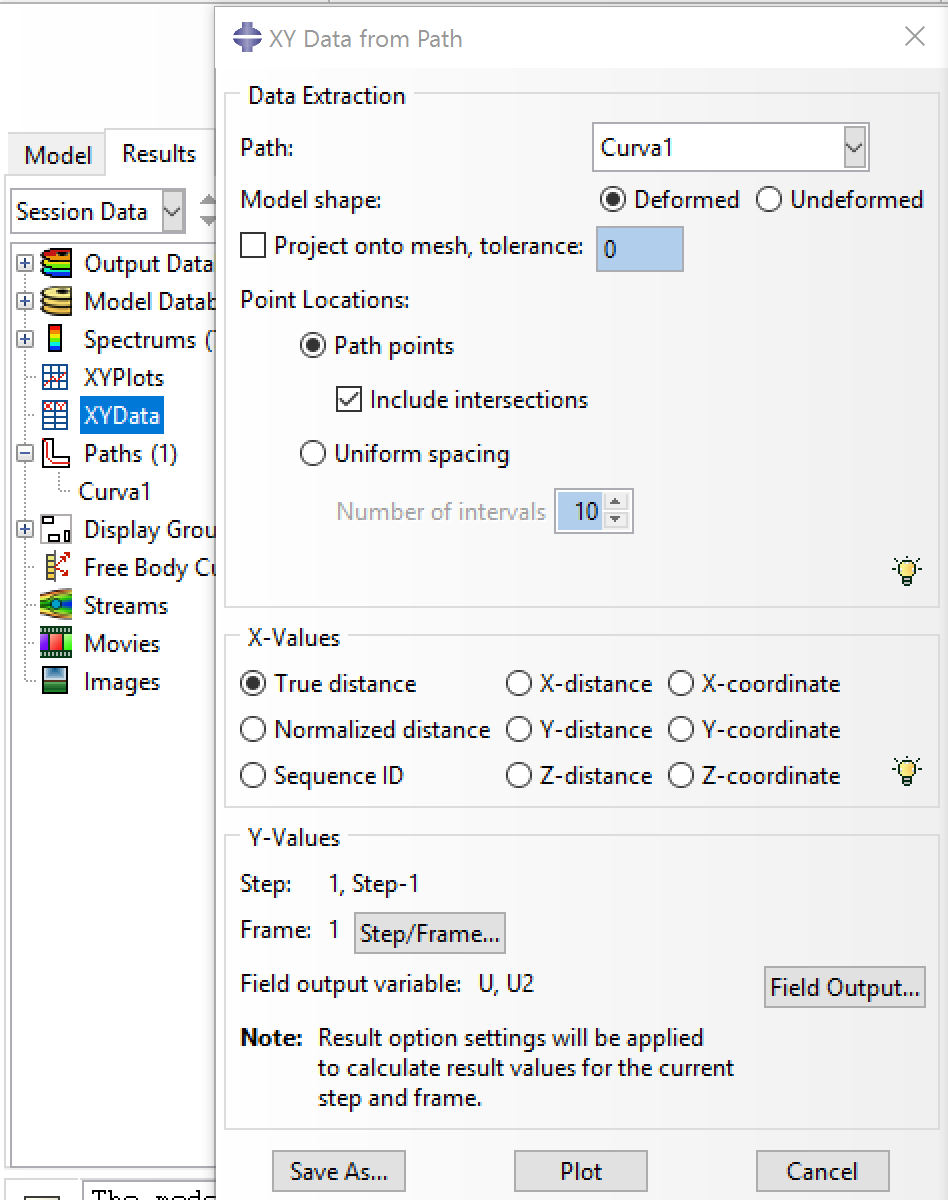 XY Data from Path
Data Extraction
Path: Curva1
Model shape: Deformed Undeformed
Project onto mesh, tolerance: 0
Point Locations:
Path points
Include intersections
Uniform spacing
Number of intervals 10
X-Values
True distance X-distance X-coordinate
Normalized distance Y-distance Y-coordinate
Sequence ID Z-distance Z-coordinate
Y-Values
Step: 1, Step-1
Frame: 1 Step/Frame...
Field output variable: U, U2 Field Output...
Note: Result option settings will be applied
to calculate result values for the current
step and frame.
Save As... Plot Cancel
Model Results
Session Data
Output Data
Model Datab
Spectrums (
XYPlots
XYData
Paths (1)
Curva1
Display Grou
Free Body Cu
Streams
Movies
Images
The mode